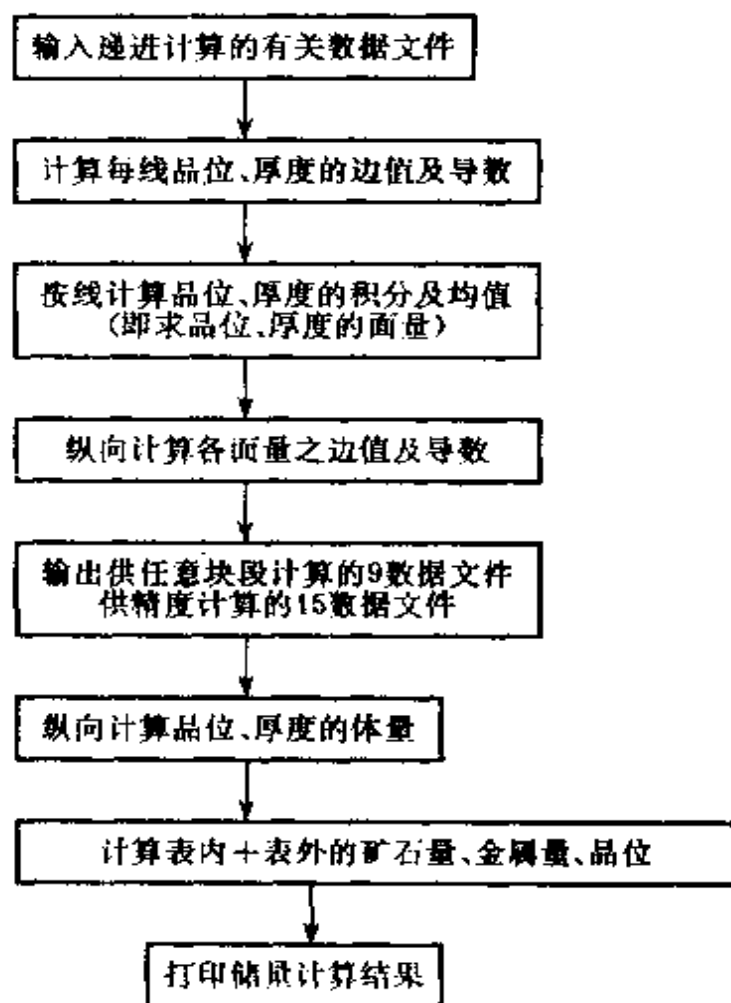 输入递进计算的有关数据文件
计算每线品位、厚度的边值及导数
按线计算品位、厚度的积分及均值
(即求品位、厚度的面量)
纵向计算各面量之边值及导数
输出供任意块段计算的9数据文件
供精度计算的15数据文件
纵向计算品位、厚度的体量
计算表内+表外的矿石量、金属量、品位
打印储量计算结果